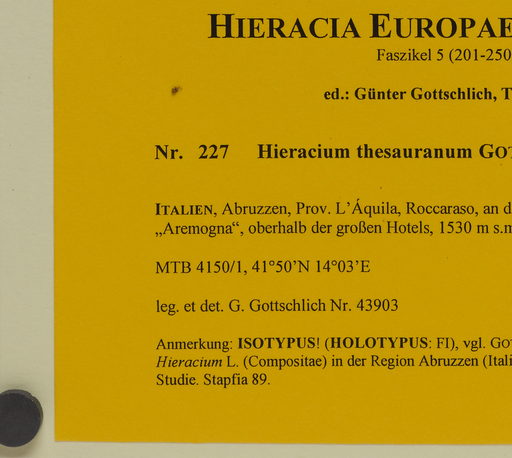 HIERACIA EUROPAE
Faszikel 5 (201-250
ed.: Günter Gottschlich, T
Nr. 227 Hieracium thesauranum GOT
ITALIEN, Abruzzen, Prov. L’Áquila, Roccaraso, an d
„Aremogna“, oberhalb der großen Hotels, 1530 m s.m
MTB 4150/1, 41°50’N 14°03’E
leg. et det. G. Gottschlich Nr. 43903
Anmerkung: ISOTYPUS! (HOLOTYPUS: FI), vgl. GOT
Hieracium L. (Compositae) in der Region Abruzzen (Itali
Studie. Stapfia 89.